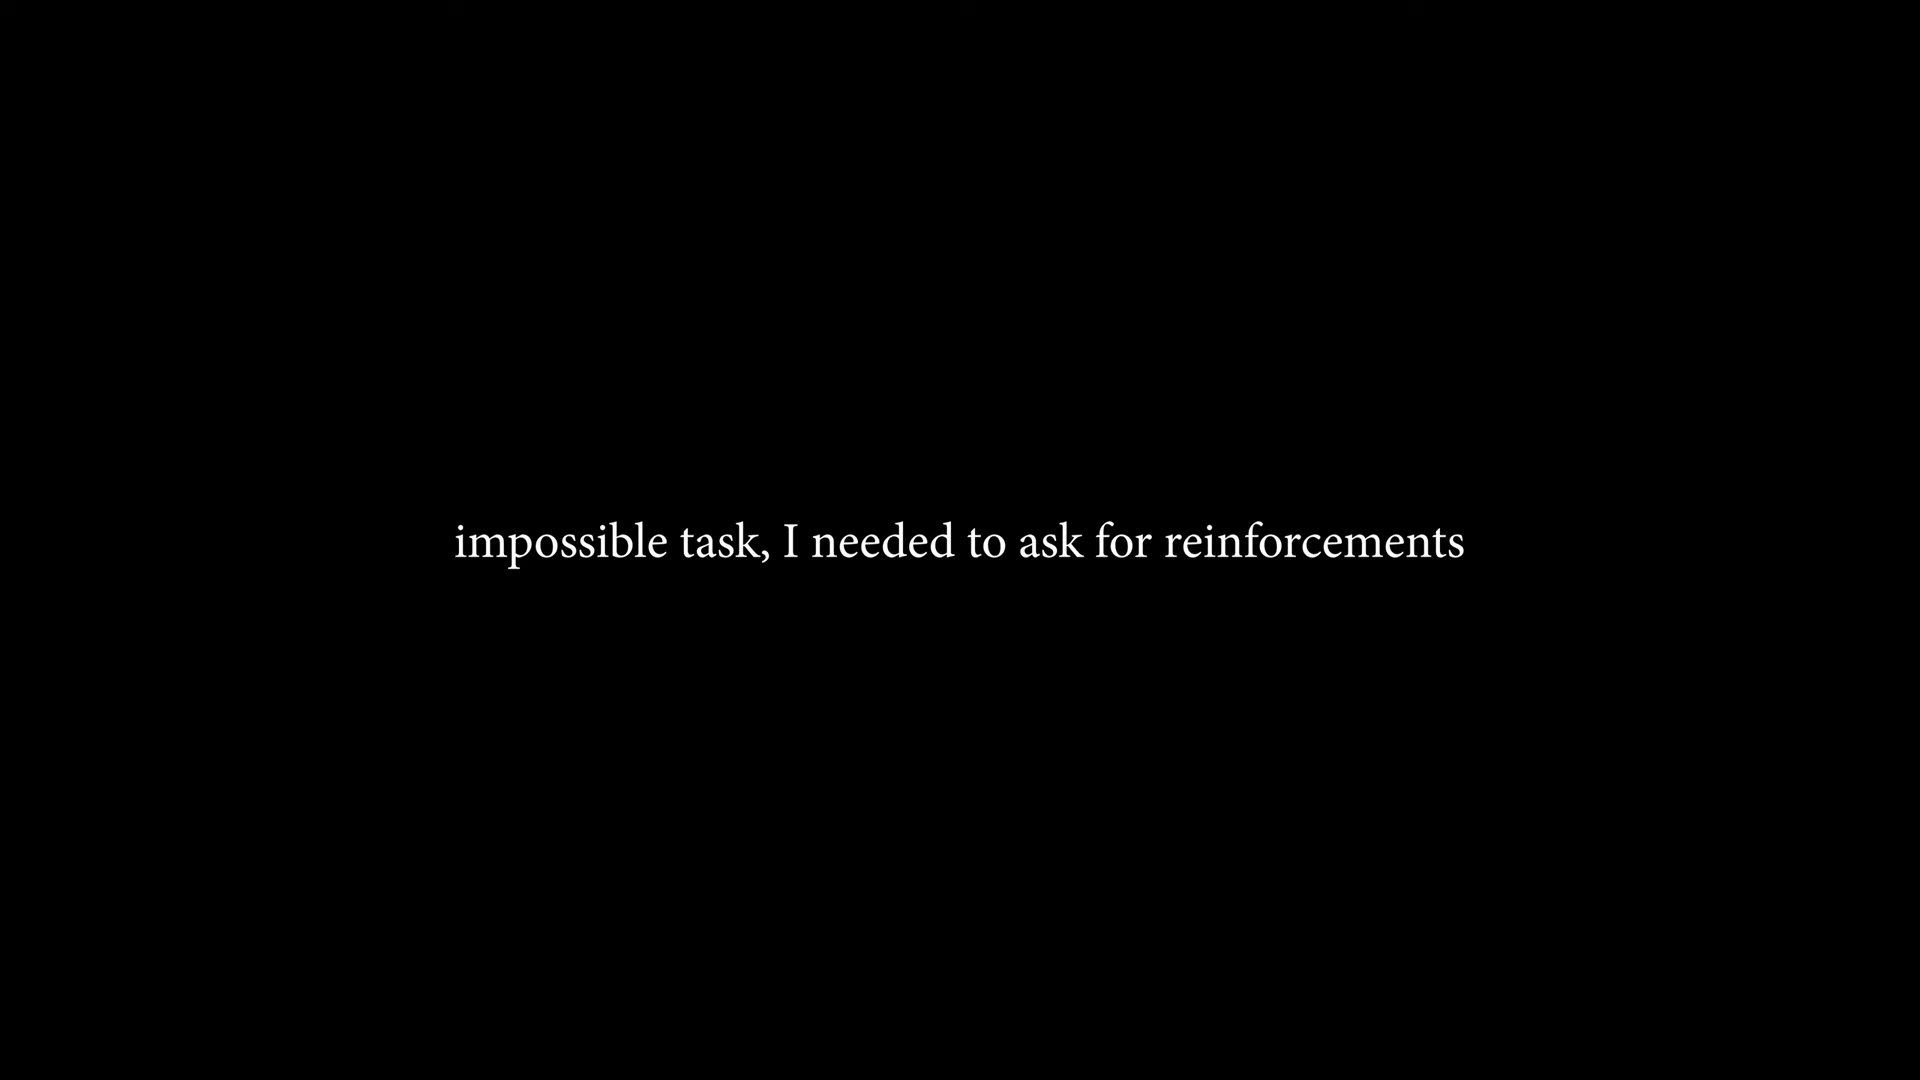 impossible task, I needed to ask for reinforcements